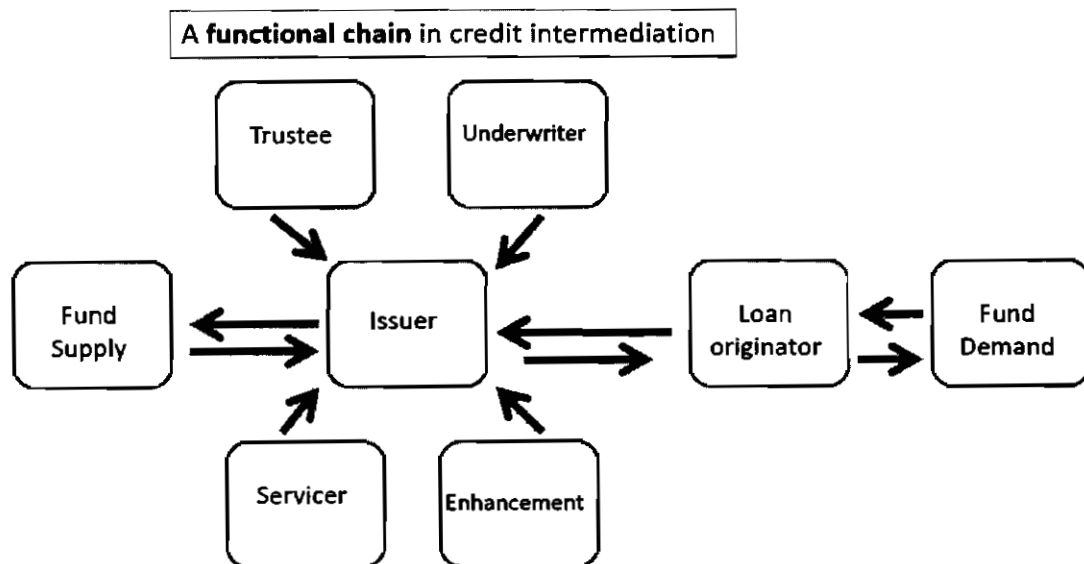 A functional chain in credit intermediation
Trustee
Underwriter
Fund
Supply
Issuer
Loan
originator
Fund
Demand
Servicer
Enhancement